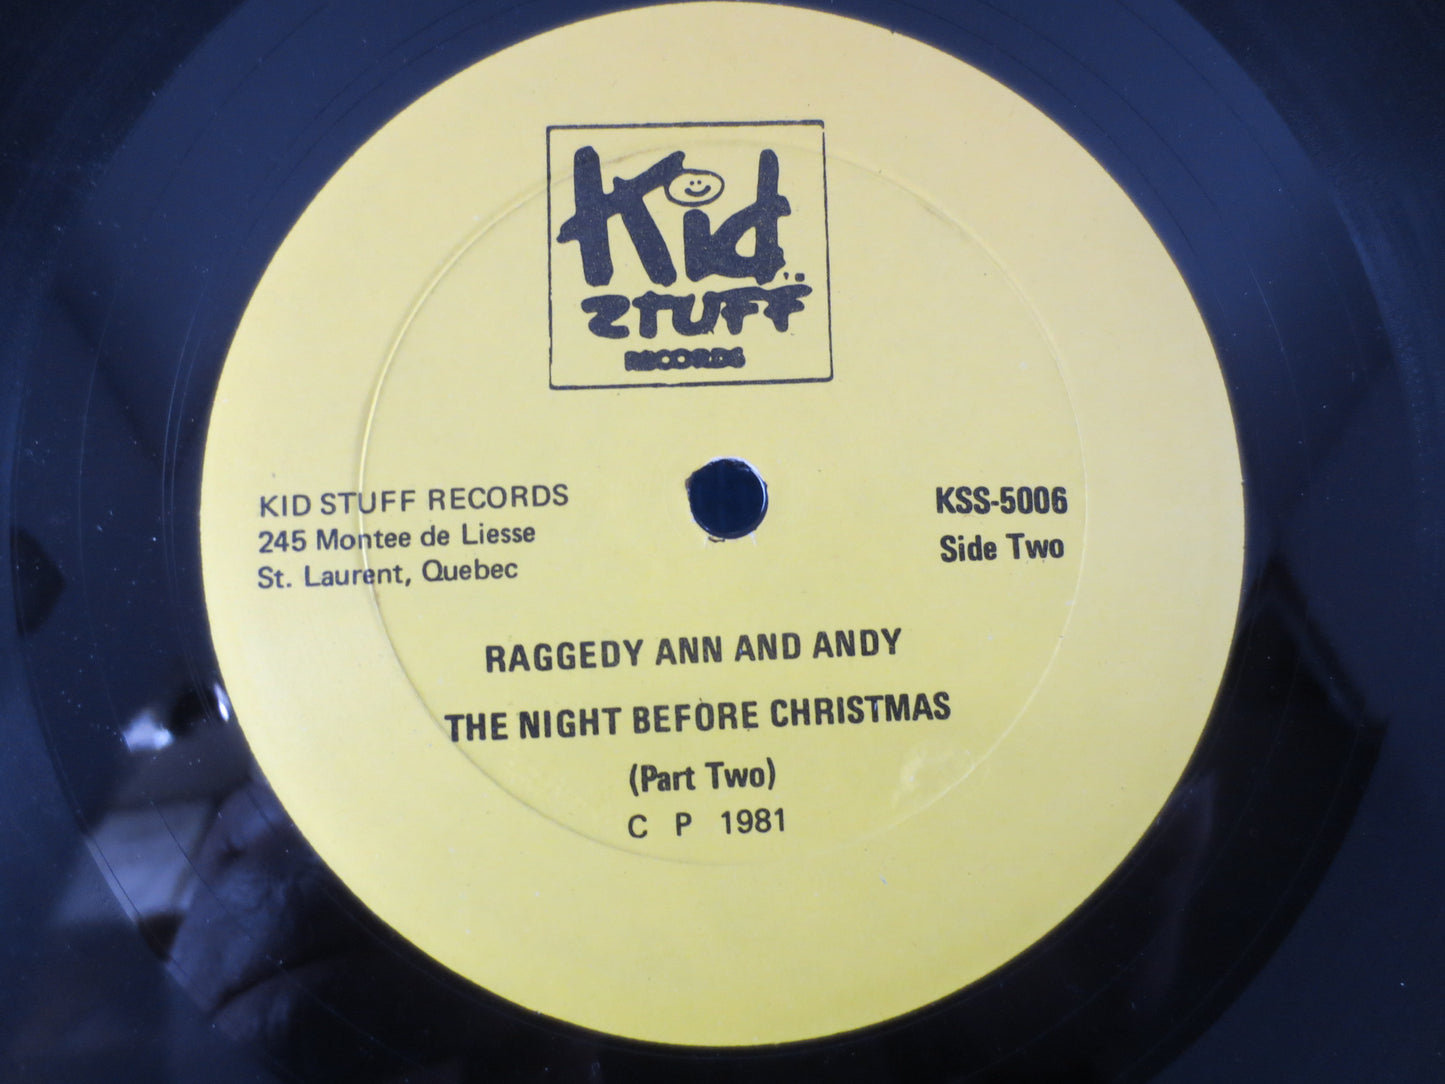 Kid
STUFF
RECORDS
KID STUFF RECORDS
245 Montee de Liesse
St. Laurent, Quebec
KSS-5006
Side Two
RAGGEDY ANN AND ANDY
THE NIGHT BEFORE CHRISTMAS
(Part Two)
C P 1981